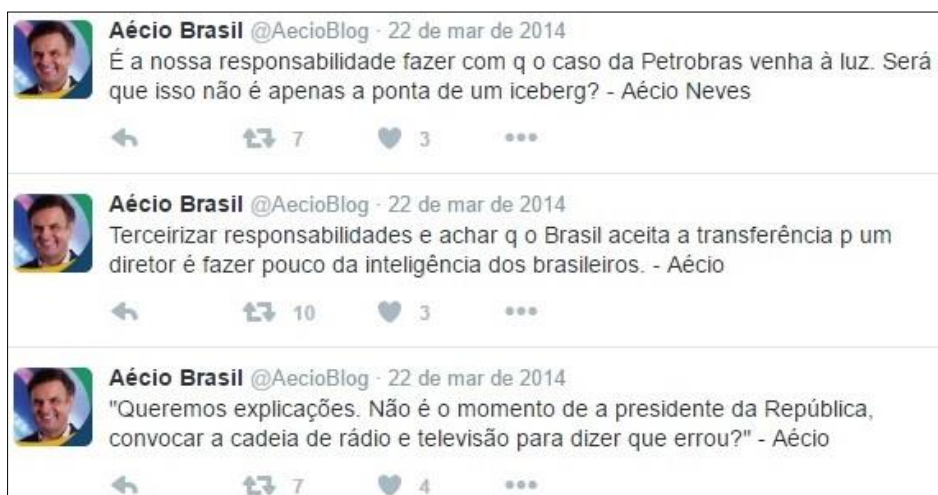 Aécio Brasil @AecioBlog · 22 de mar de 2014
É a nossa responsabilidade fazer com q o caso da Petrobras venha à luz. Será
que isso não é apenas a ponta de um iceberg? - Aécio Neves
7 3
Aécio Brasil @AecioBlog · 22 de mar de 2014
Terceirizar responsabilidades e achar q o Brasil aceita a transferência p um
diretor é fazer pouco da inteligência dos brasileiros. - Aécio
10 3
Aécio Brasil @AecioBlog · 22 de mar de 2014
"Queremos explicações. Não é o momento de a presidente da República,
convocar a cadeia de rádio e televisão para dizer que errou?" - Aécio
7 4